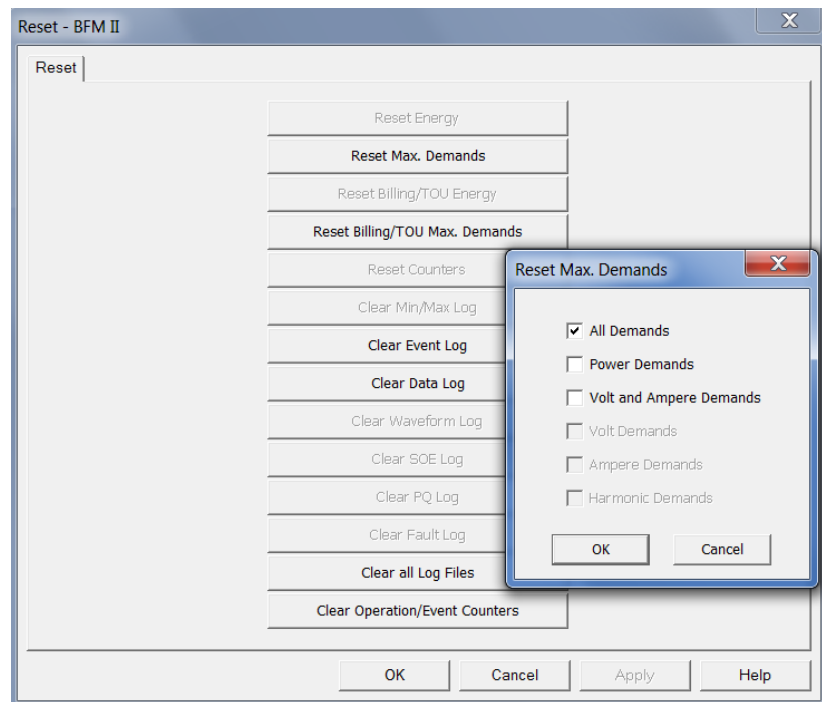 Reset - BFM II
Reset
Reset Energy
Reset Max. Demands
Reset Billing/TOU Energy
Reset Billing/TOU Max. Demands
Reset Counters
Clear Min/Max Log
Clear Event Log
Clear Data Log
Clear Waveform Log
Clear SOE Log
Clear PQ Log
Clear Fault Log
Clear all Log Files
Clear Operation/Event Counters
Reset Max. Demands
All Demands
Power Demands
Volt and Ampere Demands
Volt Demands
Ampere Demands
Harmonic Demands
OK Cancel
OK Cancel Apply Help